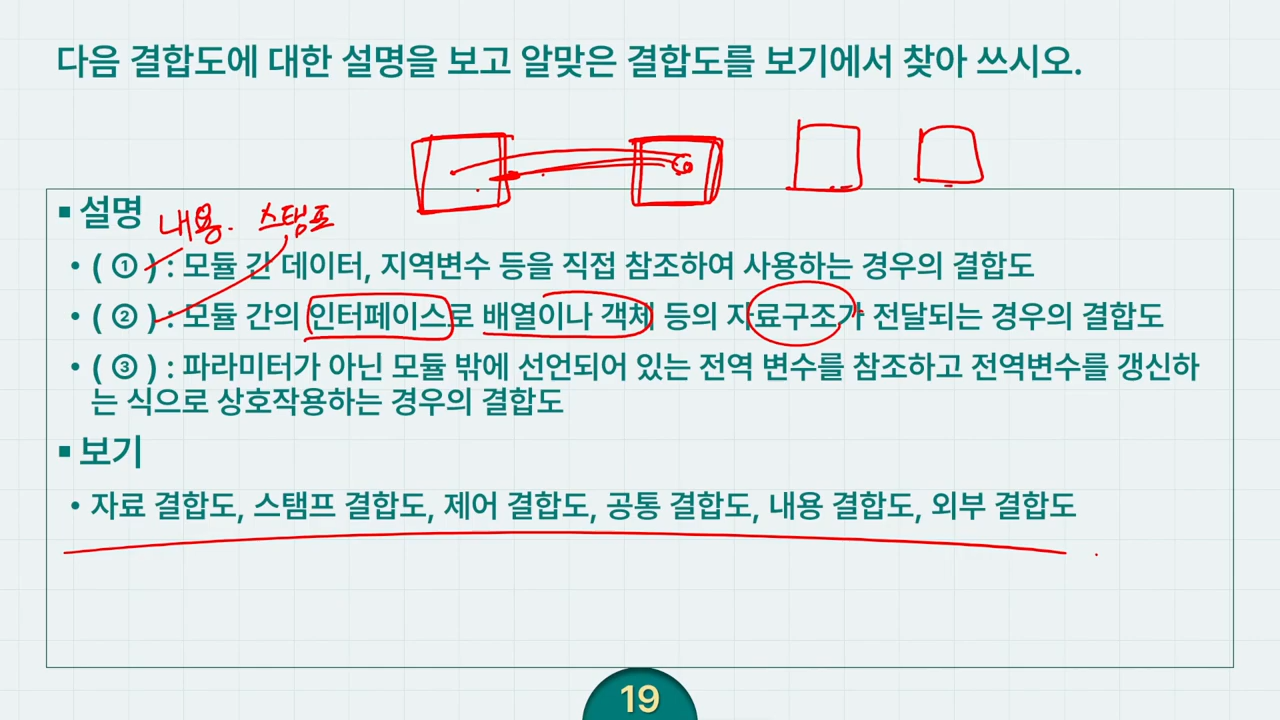 다음 결합도에 대한 설명을 보고 알맞은 결합도를 보기에서 찾아 쓰시오.
▪ 설명
내용. 스탬프
• ( ① ) : 모듈 간 데이터, 지역변수 등을 직접 참조하여 사용하는 경우의 결합도
• ( ② ) : 모듈 간의 인터페이스로 배열이나 객체 등의 자료구조가 전달되는 경우의 결합도
• ( ③ ) : 파라미터가 아닌 모듈 밖에 선언되어 있는 전역 변수를 참조하고 전역변수를 갱신하
는 식으로 상호작용하는 경우의 결합도
▪ 보기
• 자료 결합도, 스탬프 결합도, 제어 결합도, 공통 결합도, 내용 결합도, 외부 결합도
19